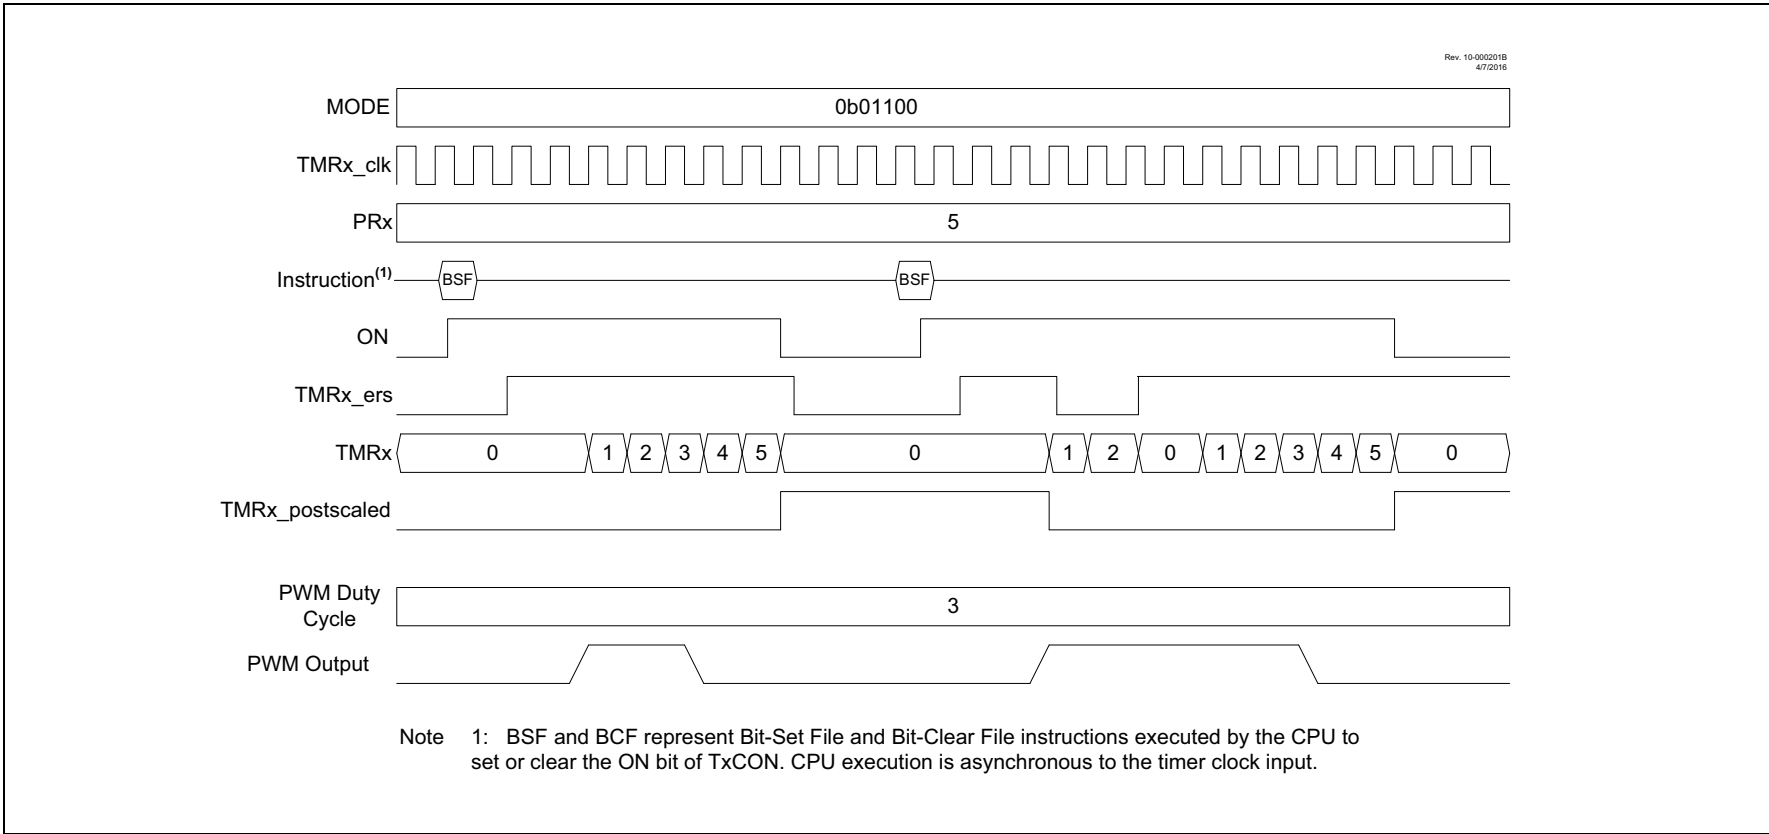 Rev. 10-000201B
4/7/2016
MODE 0b01100
TMRx_clk
PRx 5
Instruction(1) BSF BSF
ON
TMRx_ers
TMRx 0 1 2 3 4 5 0 1 2 0 1 2 3 4 5 0
TMRx_postscaled
PWM Duty
Cycle 3
PWM Output
Note 1: BSF and BCF represent Bit-Set File and Bit-Clear File instructions executed by the CPU to
set or clear the ON bit of TxCON. CPU execution is asynchronous to the timer clock input.